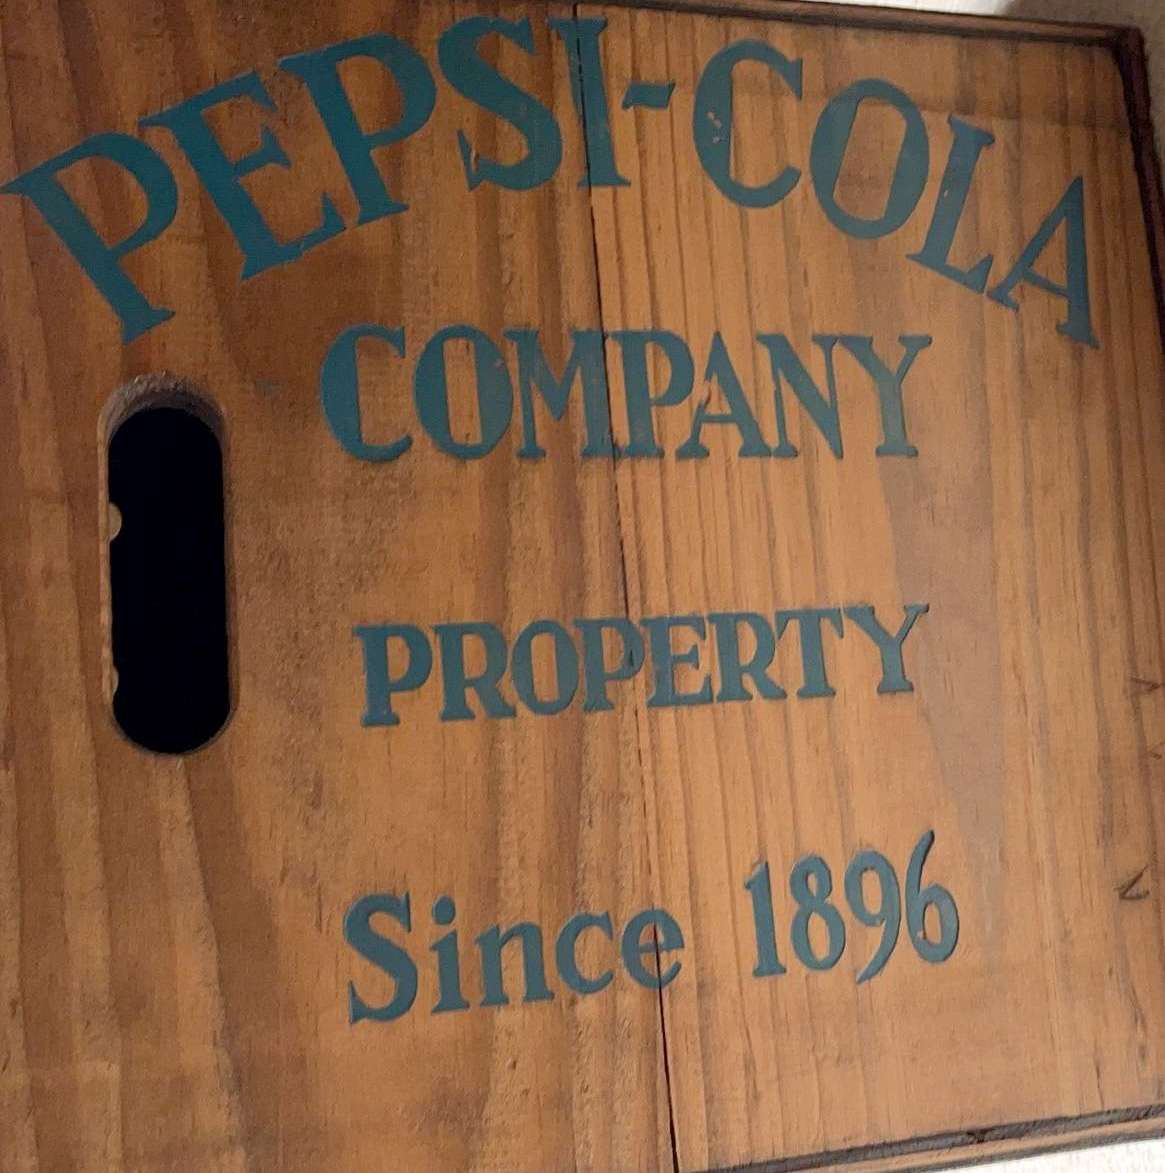 PEPSI-COLA
COMPANY
PROPERTY
Since 1896